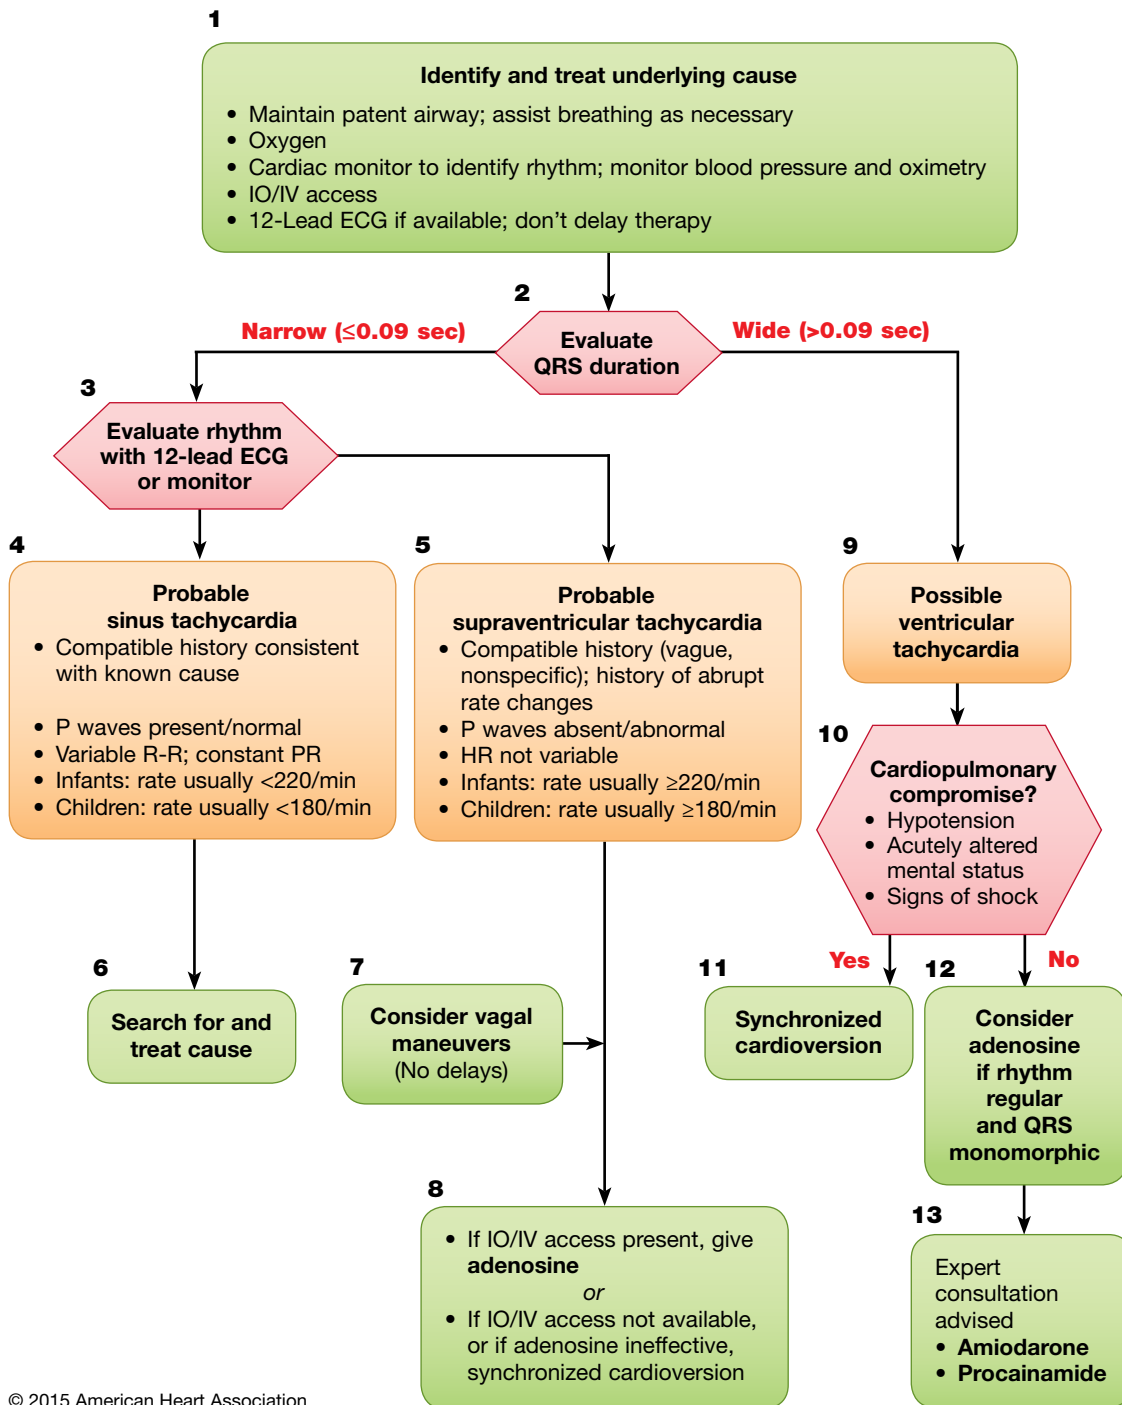 1
Identify and treat underlying cause
• Maintain patent airway; assist breathing as necessary
• Oxygen
• Cardiac monitor to identify rhythm; monitor blood pressure and oximetry
• IO/IV access
• 12-Lead ECG if available; don't delay therapy
2
Narrow (≤0.09 sec)
Evaluate
QRS duration
Wide (>0.09 sec)
3
Evaluate rhythm
with 12-lead ECG
or monitor
4
Probable
sinus tachycardia
• Compatible history consistent
with known cause
• P waves present/normal
• Variable R-R; constant PR
• Infants: rate usually <220/min
• Children: rate usually <180/min
5
Probable
supraventricular tachycardia
• Compatible history (vague,
nonspecific); history of abrupt
rate changes
• P waves absent/abnormal
• HR not variable
• Infants: rate usually ≥220/min
• Children: rate usually ≥180/min
9
Possible
ventricular
tachycardia
10
Cardiopulmonary
compromise?
• Hypotension
• Acutely altered
mental status
• Signs of shock
Yes
No
6
Search for and
treat cause
7
Consider vagal
maneuvers
(No delays)
11
Synchronized
cardioversion
12
Consider
adenosine
if rhythm
regular
and QRS
monomorphic
8
• If IO/IV access present, give
adenosine
or
• If IO/IV access not available,
or if adenosine ineffective,
synchronized cardioversion
13
Expert
consultation
advised
• Amiodarone
• Procainamide
© 2015 American Heart Association